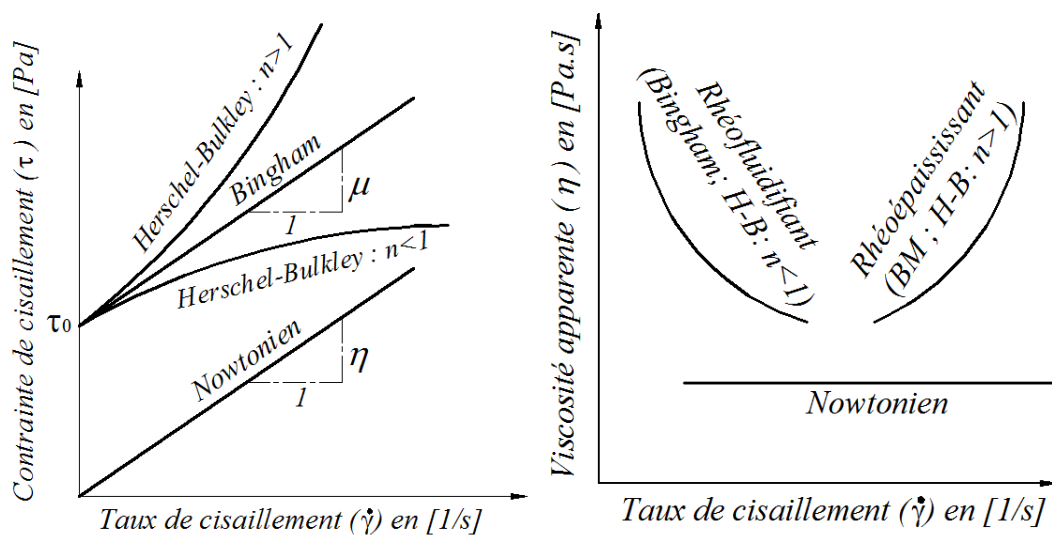 Contrainte de cisaillement (τ) en [Pa]
Herschel-Bulkley : n>1
Bingham
μ
1
Herschel-Bulkley : n<1
τ0
Nowtonien
η
1
Taux de cisaillement (γ̇) en [1/s]
Viscosité apparente (η) en [Pa.s]
Rhéofluidifiant
(Bingham; H-B: n<1)
Rhéoépaississant
(BM ; H-B: n>1)
Nowtonien
Taux de cisaillement (γ̇) en [1/s]